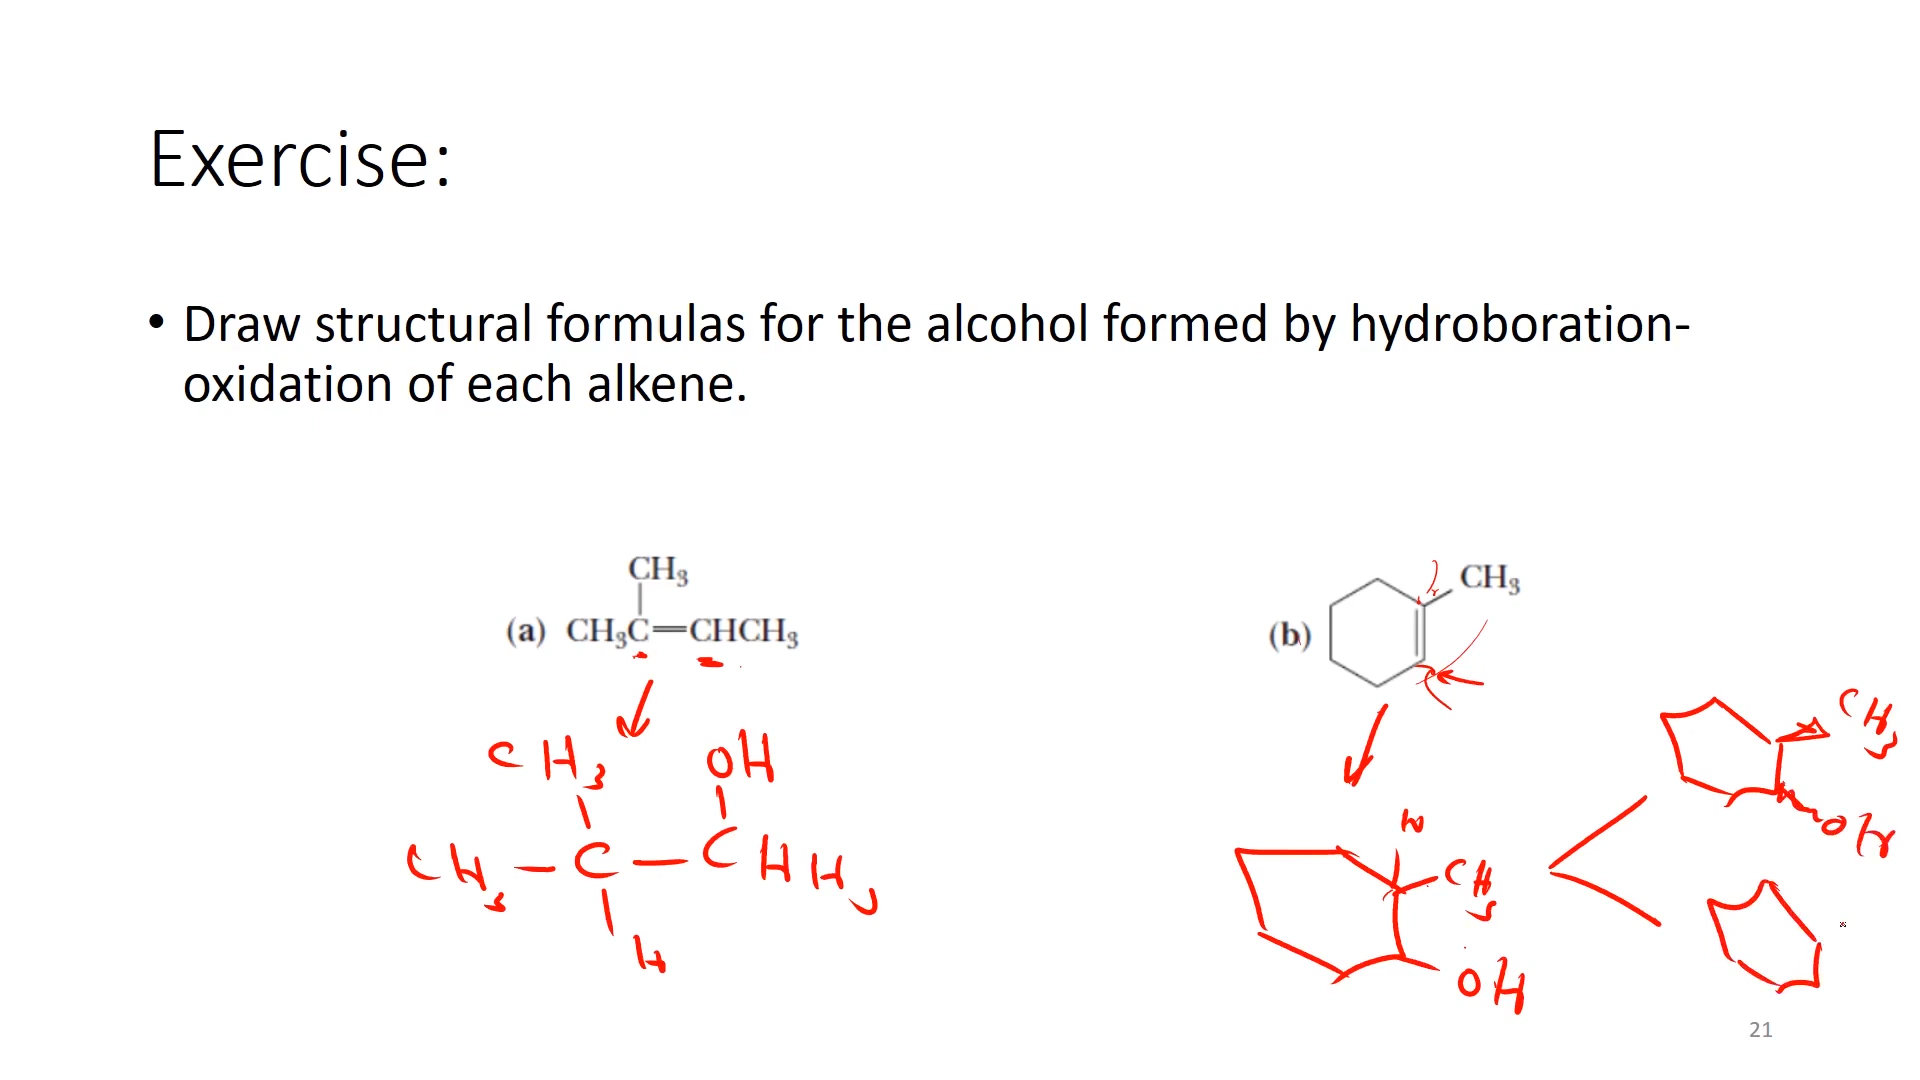 Exercise:
• Draw structural formulas for the alcohol formed by hydroboration-
oxidation of each alkene.
CH₃
(a) CH₃C=CHCH₃
CH₃
(b)
CH₃ OH
CH₃ – C – CHH₃
H
H
CH₃
OH
CH₃
OH
21